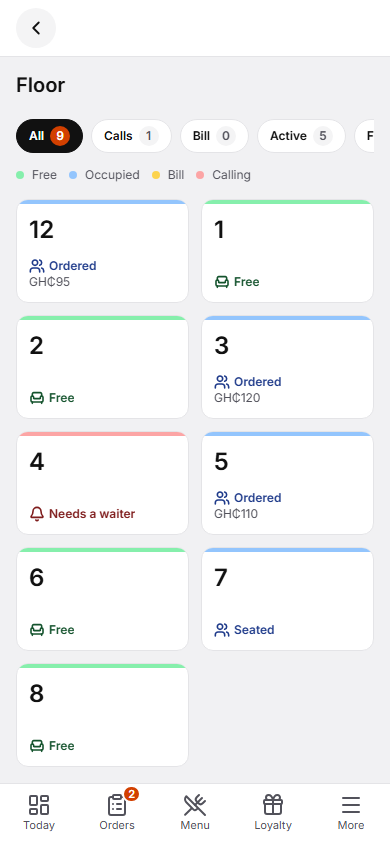 Floor
All 9 Calls 1 Bill 0 Active 5 F
Free Occupied Bill Calling
12
Ordered
GH₵95
1
Free
2
Free
3
Ordered
GH₵120
4
Needs a waiter
5
Ordered
GH₵110
6
Free
7
Seated
8
Free
2
Today Orders Menu Loyalty More